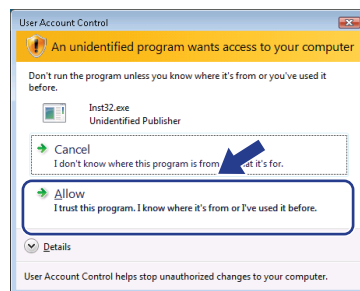 User Account Control
An unidentified program wants access to your computer
Don't run the program unless you know where it's from or you've used it
before.
Inst32.exe
Unidentified Publisher
Cancel
I don't know where this program is from it's for.
Allow
I trust this program. I know where it's from or I've used it before.
Details
User Account Control helps stop unauthorized changes to your computer.